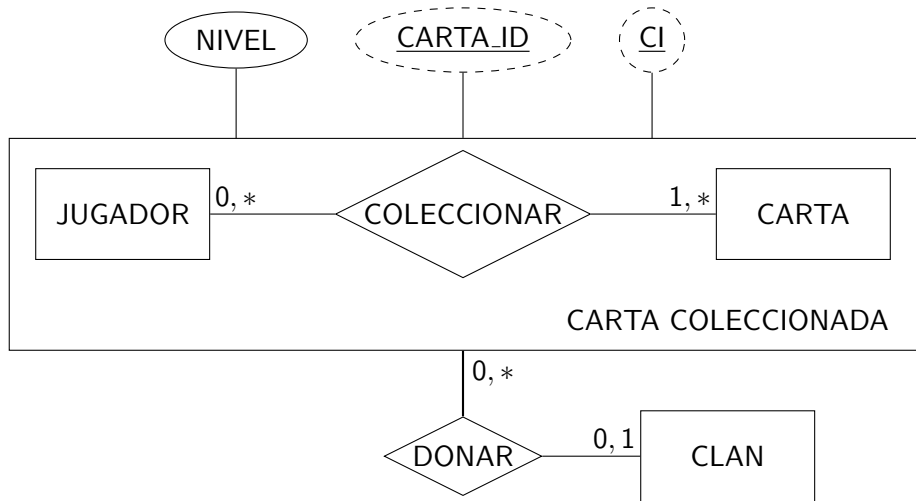 NIVEL
CARTA_ID
CI
JUGADOR
0, *
COLECCIONAR
1, *
CARTA
CARTA COLECCIONADA
0, *
DONAR
0, 1
CLAN